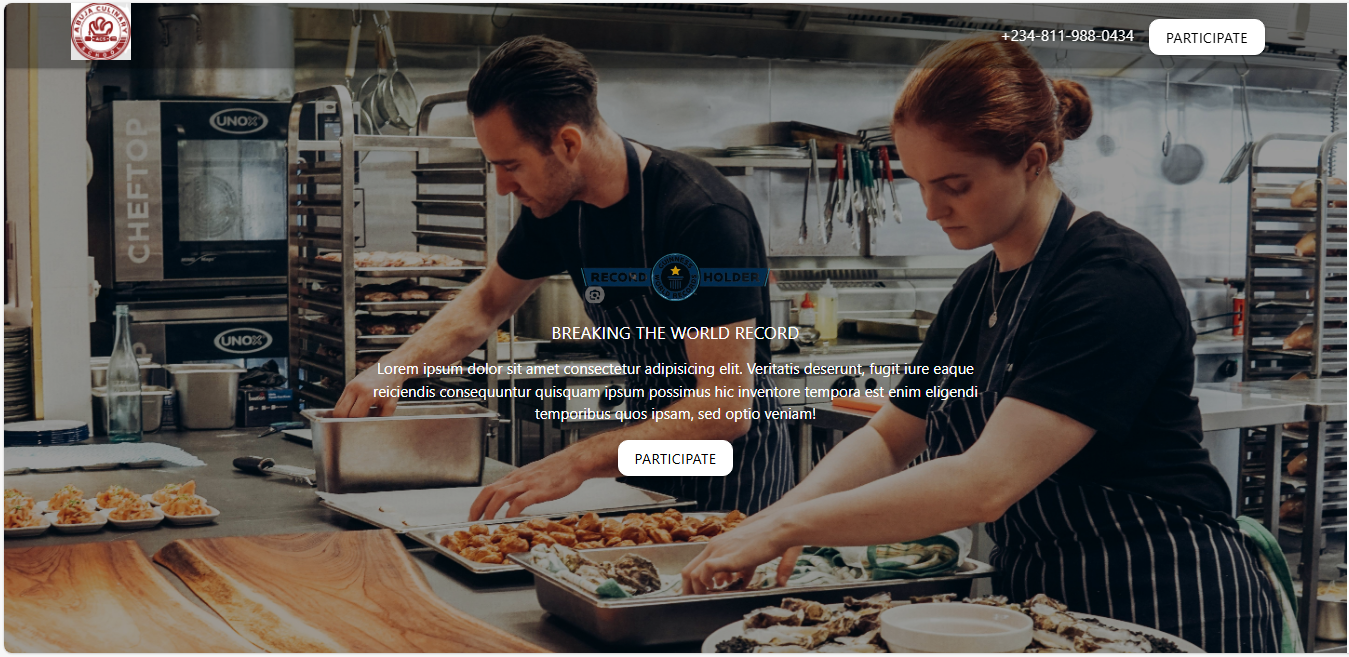 ABUJA CULINARY
SCHOOL
+234-811-988-0434
PARTICIPATE
UNOX
CHEFTOP
RECORD HOLDER
UNOX
BREAKING THE WORLD RECORD
Lorem ipsum dolor sit amet consectetur adipisicing elit. Veritatis deserunt, fugit iure eaque
reiciendis consequuntur quisquam ipsum possimus hic inventore tempora est enim eligendi
temporibus quos ipsam, sed optio veniam!
PARTICIPATE